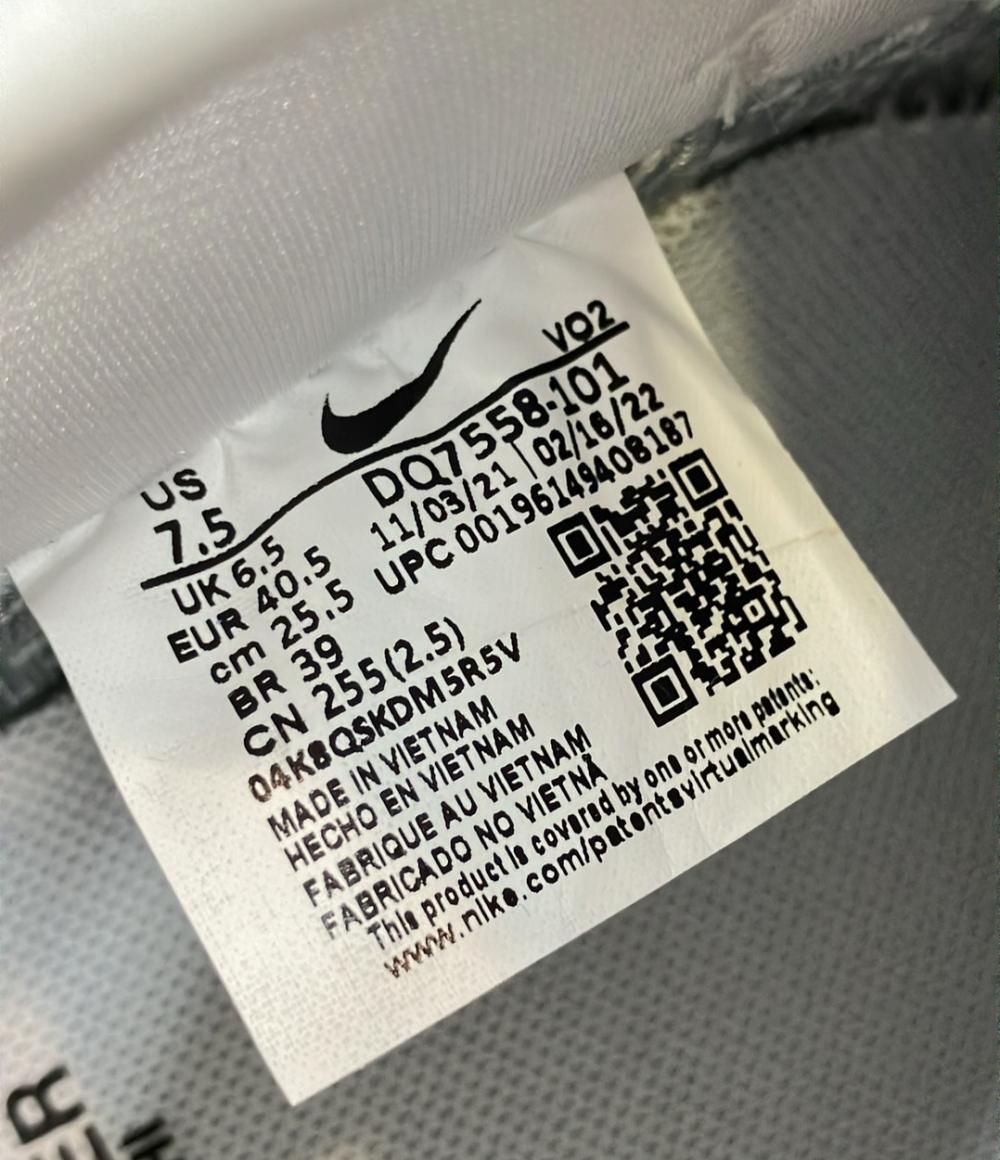 VQ2
US
7.5
DQ7558-101
11/03/21 | 02/16/22
UPC 00196149408187
UK 6.5
EUR 40.5
cm 25.5
BR 39
CN 255(2.5)
04K8QSKDM5R5V
MADE IN VIETNAM
HECHO EN VIETNAM
FABRIQUE AU VIETNAM
FABRICADO NO VIETNÃ
This product is covered by one or more patents:
www.nike.com/patentsvirtualmarking